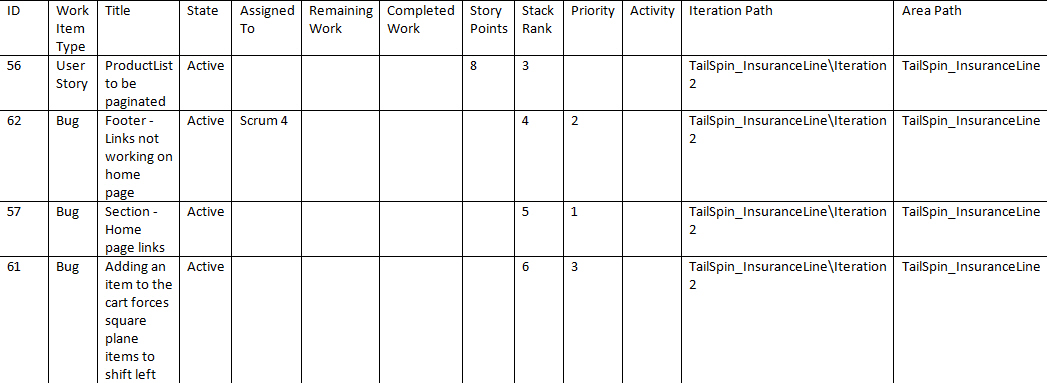 ID Work Item Type Title State Assigned To Remaining Work Completed Work Story Points Stack Rank Priority Activity Iteration Path Area Path
56 User Story ProductList to be paginated Active 8 3 TailSpin_InsuranceLine\Iteration 2 TailSpin_InsuranceLine
62 Bug Footer - Links not working on home page Active Scrum 4 4 2 TailSpin_InsuranceLine\Iteration 2 TailSpin_InsuranceLine
57 Bug Section - Home page links Active 5 1 TailSpin_InsuranceLine\Iteration 2 TailSpin_InsuranceLine
61 Bug Adding an item to the cart forces square plane items to shift left Active 6 3 TailSpin_InsuranceLine\Iteration 2 TailSpin_InsuranceLine